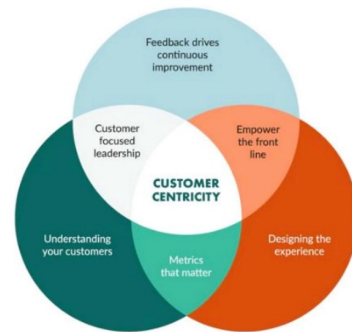 Feedback drives
continuous
improvement
Customer
focused
leadership
Empower
the front
line
CUSTOMER
CENTRICITY
Understanding
your customers
Metrics
that matter
Designing the
experience